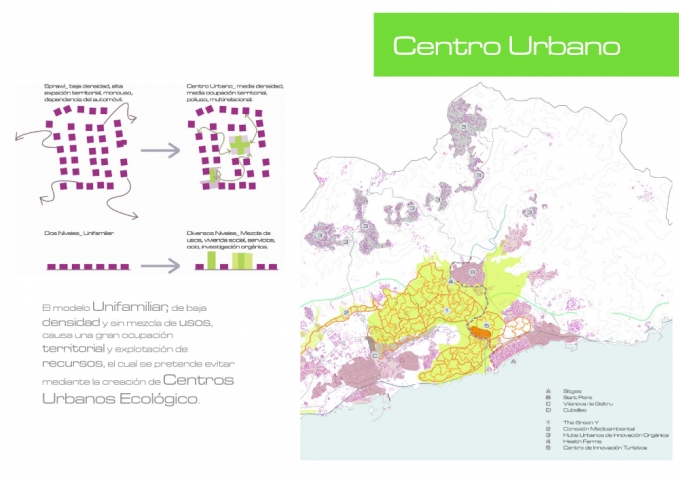 Centro Urbano
Sprawl_ baja densidad, alta
expación territorial, monouso,
dependencia del automóvil.
Centro Urbano_ media densidad,
media ocupación territorial,
poliuso, multirelacional.
Dos Niveles_ Unifamiliar
Diversos Niveles_ Mezcla de
usos, vivienda social, servicios,
ocio, investigación orgánica.
El modelo Unifamiliar, de baja
densidad y sin mezcla de usos,
causa una gran ocupación
territorial y explotación de
recursos, el cual se pretende evitar
mediante la creación de Centros
Urbanos Ecológico.
A Sitges
B Sant Pere
C Vilanova i la Geltru
D Cubelles
1 The Green Y
2 Conexión Medioambiental
3 Hubs Urbanos de Innovación Orgánica
4 Health Farms
5 Centro de Innovación Turística